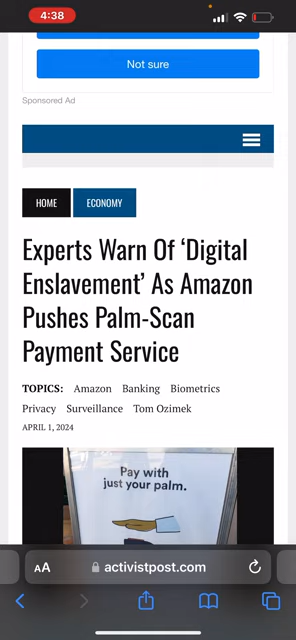 4:38
Not sure
Sponsored Ad
HOME
ECONOMY
Experts Warn Of ‘Digital
Enslavement’ As Amazon
Pushes Palm-Scan
Payment Service
TOPICS: Amazon Banking Biometrics
Privacy Surveillance Tom Ozimek
APRIL 1, 2024
Pay with
just your palm.
AA activistpost.com